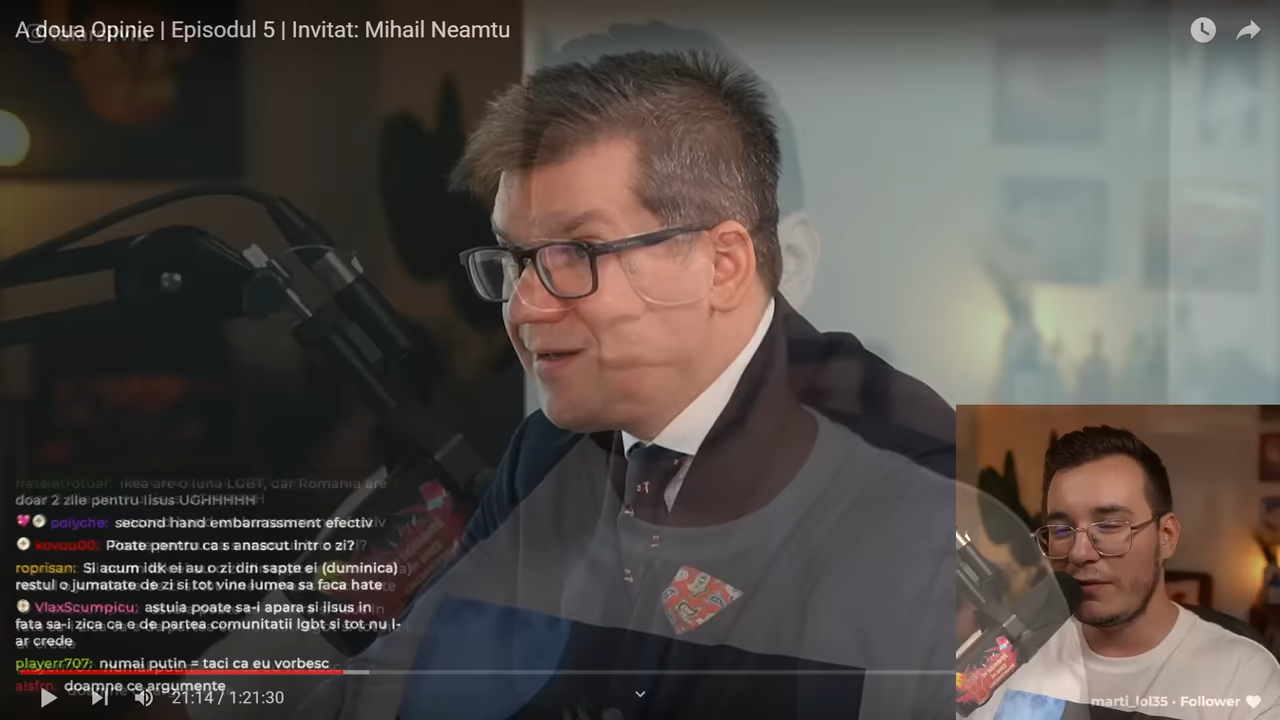 A doua Opinie | Episodul 5 | Invitat: Mihail Neamtu
frateletrotual: Ikea are o luna LGBT, dar Romania are
doar 2 zile pentru Iisus UGHHHHH
polyche: second hand embarrassment efectiv
kovuu00: Poate pentru ca s anascut intr o zi?
roprisan: Si acum idk ei au o zi din sapte ei (duminica)
restul o jumatate de zi si tot vine lumea sa faca hate
VlaxScumpicu: astuia poate sa-i apara si iisus in
fata sa-i zica ca e de partea comunitatii lgbt si tot nu l-
ar crede
playerr707: numai putin = taci ca eu vorbesc
alsfrn: doamne ce argumente
21:14 / 1:21:30
marti_lol35 · Follower